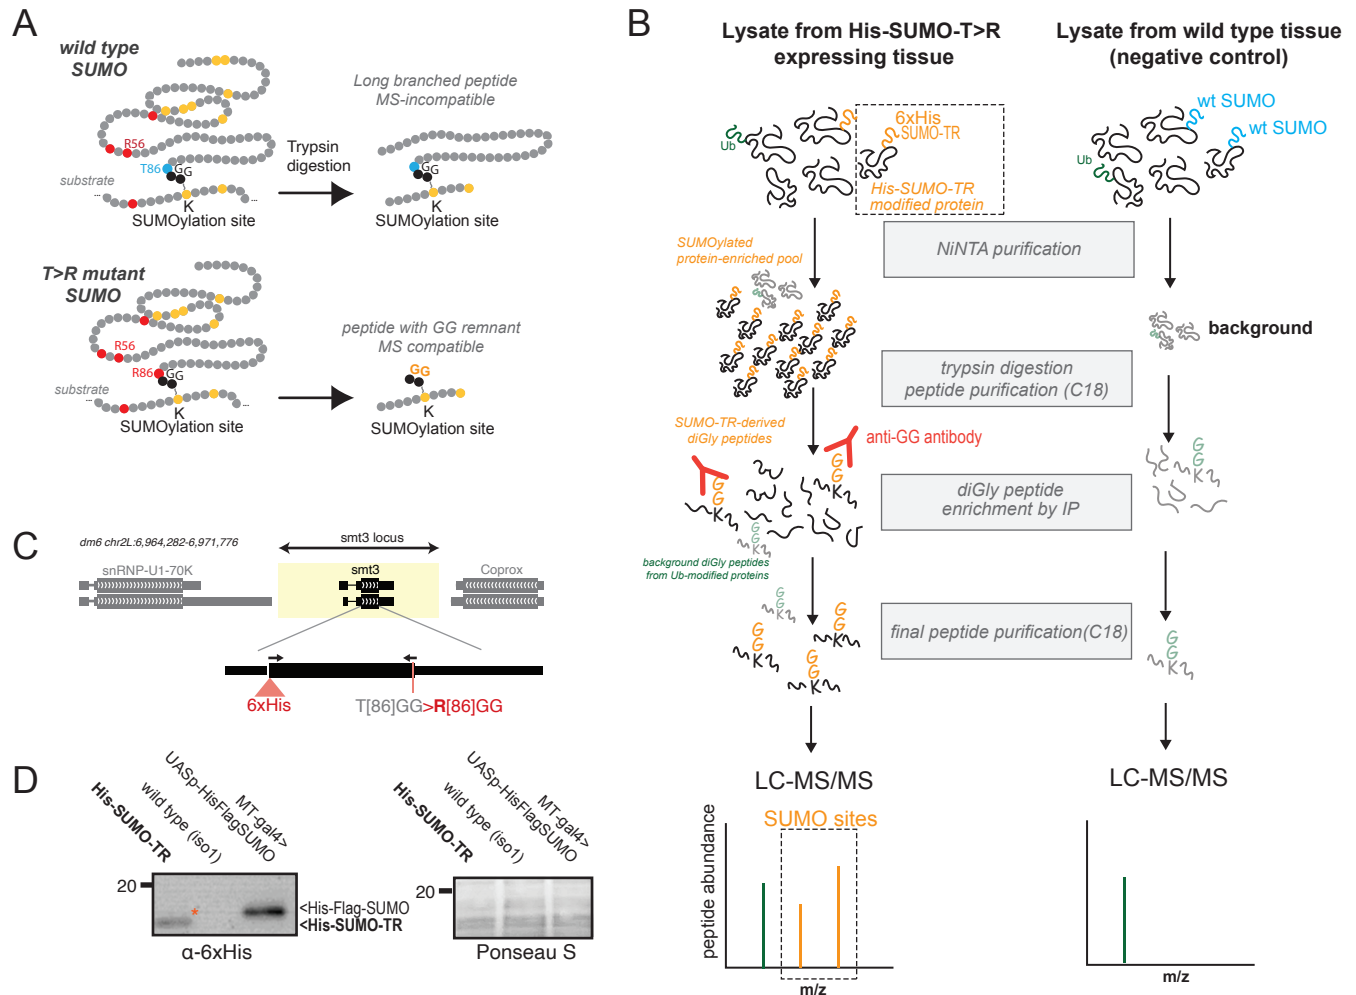 A
wild type
SUMO
R56
T86
G
G
substrate
...
...
K
SUMOylation site
Trypsin
digestion
Long branched peptide
MS-incompatible
G
G
K
SUMOylation site
T>R mutant
SUMO
R56
R86
G
G
substrate
...
...
K
SUMOylation site
peptide with GG remnant
MS compatible
G
G
K
SUMOylation site
B
Lysate from His-SUMO-T>R
expressing tissue
Lysate from wild type tissue
(negative control)
Ub
6xHis
SUMO-TR
His-SUMO-TR
modified protein
wt SUMO
wt SUMO
Ub
NiNTA purification
SUMOylated
protein-enriched pool
background
trypsin digestion
peptide purification (C18)
SUMO-TR-derived
diGly peptides
anti-GG antibody
G
G
K
G
G
K
G
G
K
G
G
K
diGly peptide
enrichment by IP
background diGly peptides
from Ub-modified proteins
final peptide purification(C18)
G
G
K
G
G
K
G
G
K
G
G
K
G
G
K
LC-MS/MS
LC-MS/MS
SUMO sites
peptide abundance
m/z
m/z
C
dm6 chr2L:6,964,282-6,971,776
smt3 locus
snRNP-U1-70K
smt3
Coprox
6xHis
T[86]GG>R[86]GG
D
His-SUMO-TR
wild type (iso1)
UASp-HisFlagSUMO
MT-gal4>
20
*
<His-Flag-SUMO
<His-SUMO-TR
α-6xHis
His-SUMO-TR
wild type (iso1)
UASp-HisFlagSUMO
MT-gal4>
20
Ponseau S